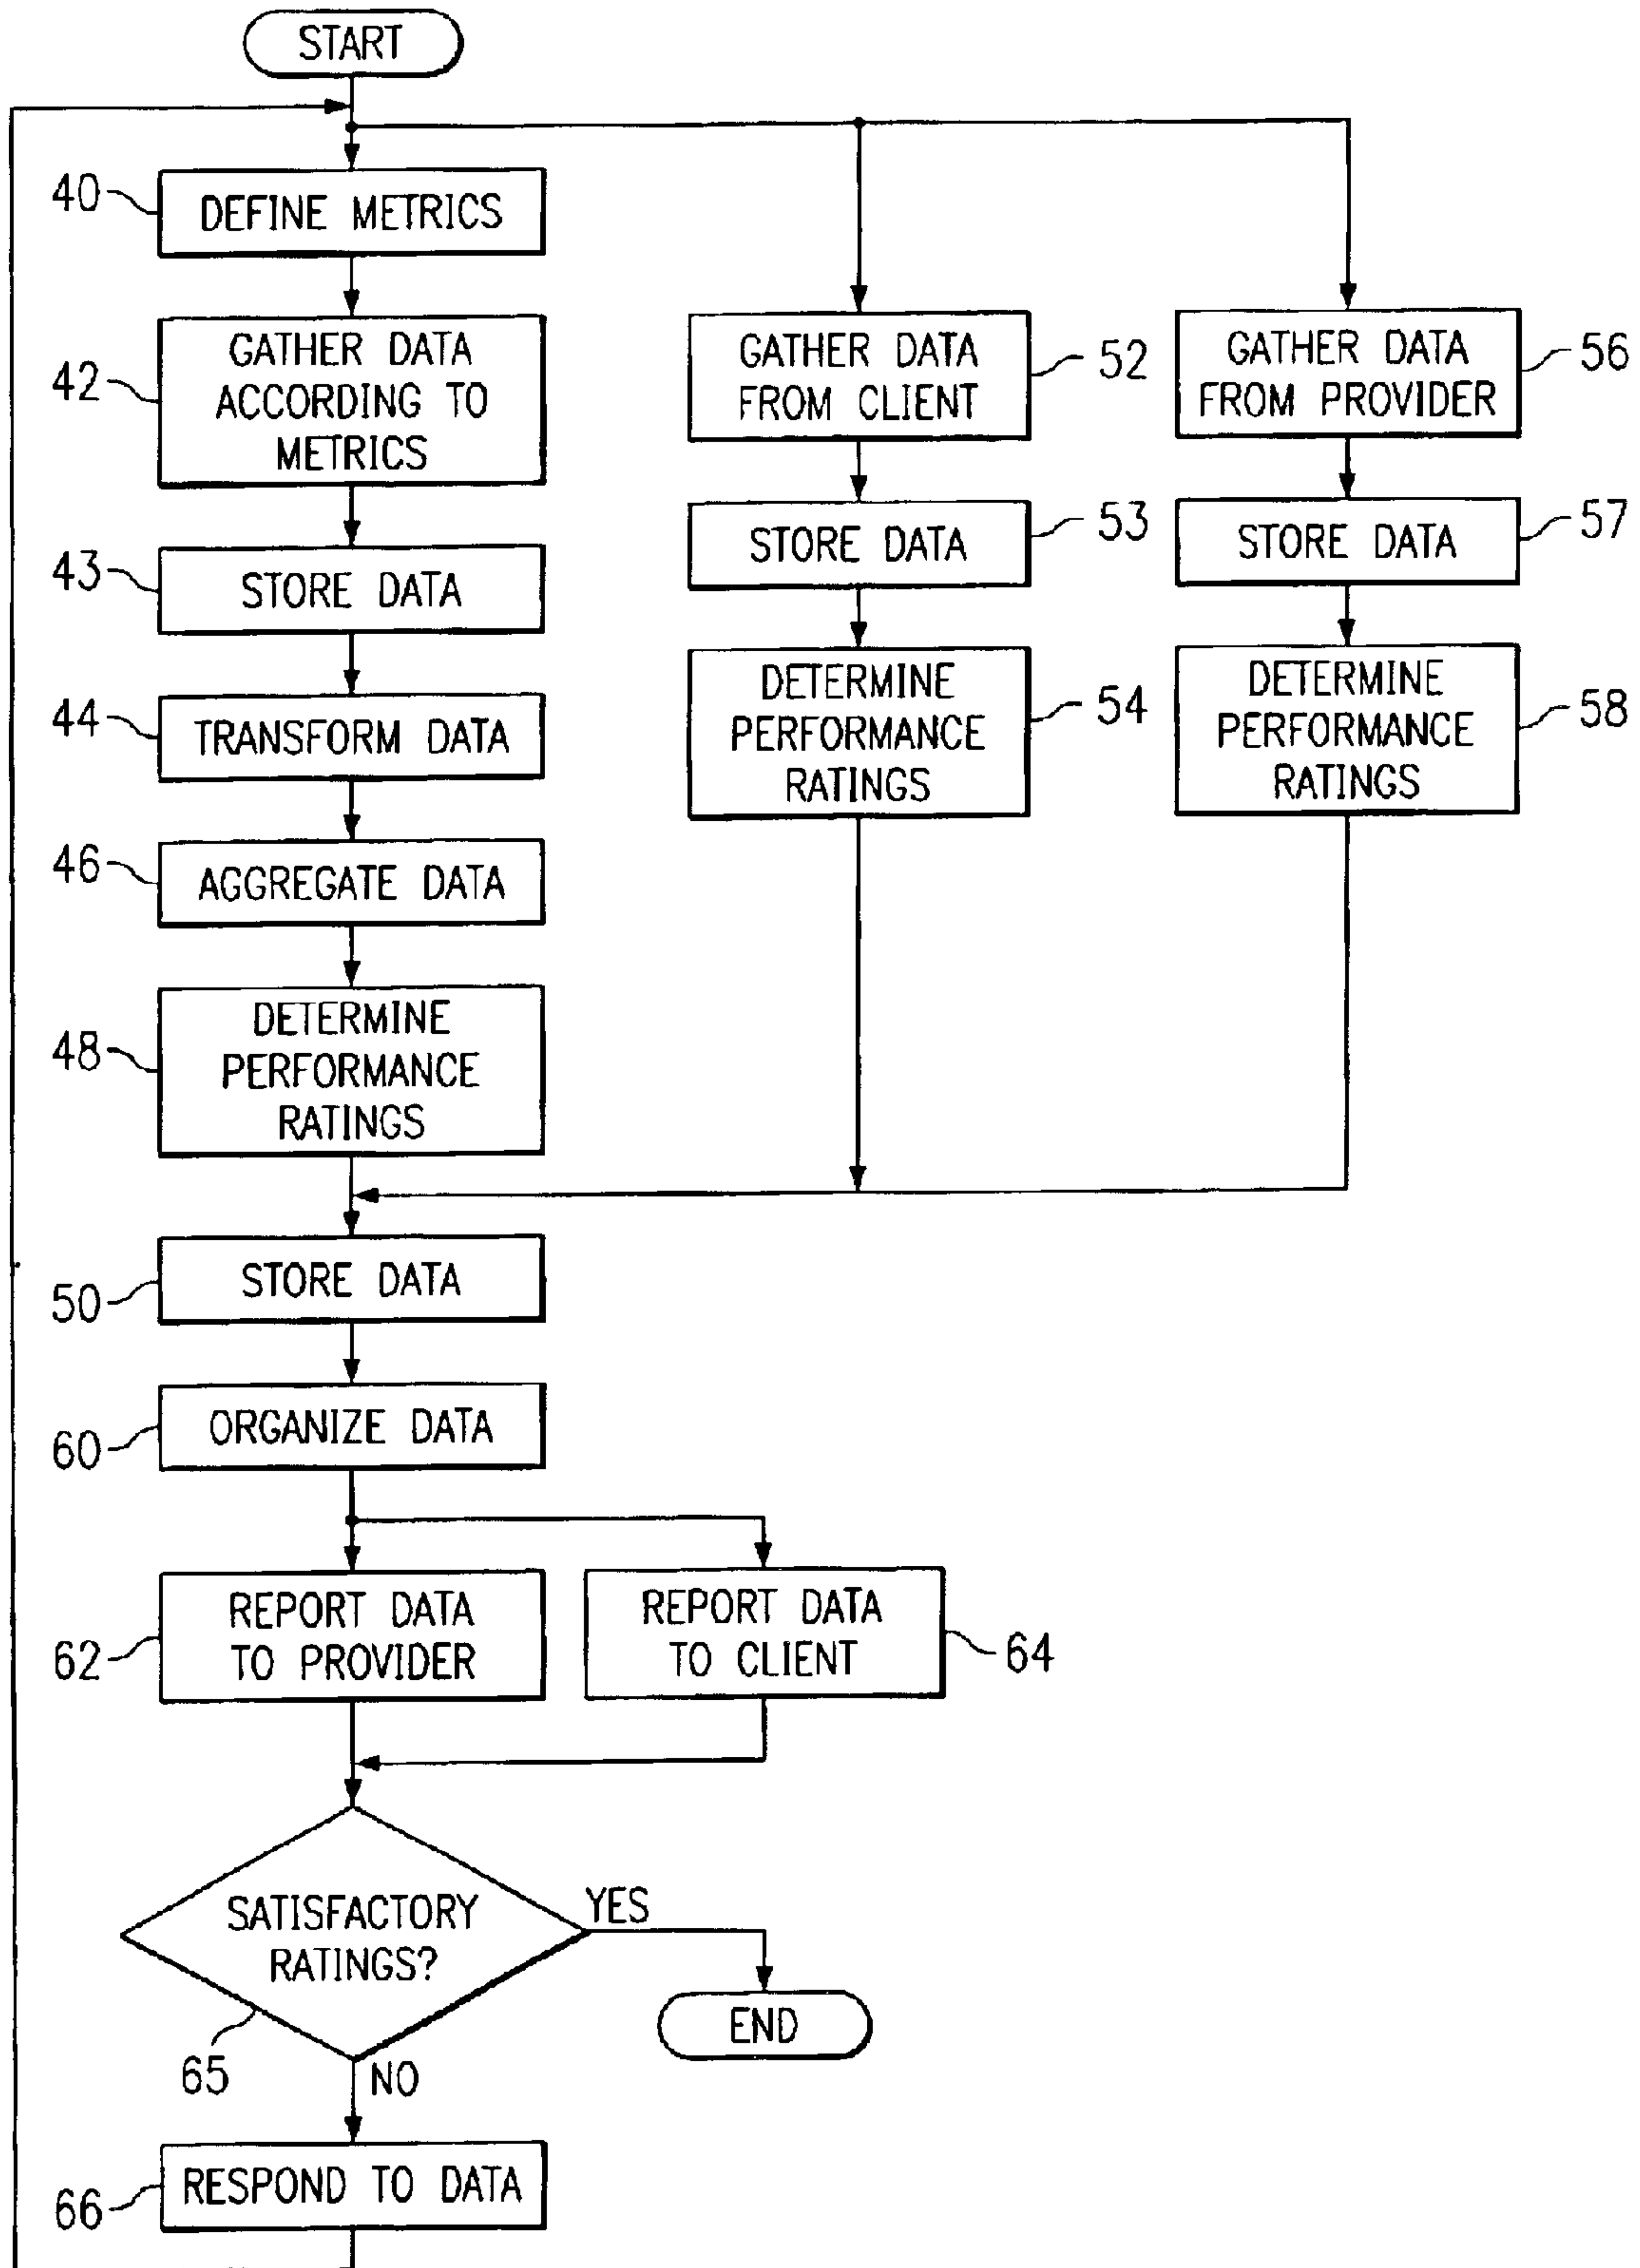 START
40
DEFINE METRICS
42
GATHER DATA
ACCORDING TO
METRICS
43
STORE DATA
44
TRANSFORM DATA
46
AGGREGATE DATA
48
DETERMINE
PERFORMANCE
RATINGS
GATHER DATA
FROM CLIENT
52
STORE DATA
53
DETERMINE
PERFORMANCE
RATINGS
54
GATHER DATA
FROM PROVIDER
56
STORE DATA
57
DETERMINE
PERFORMANCE
RATINGS
58
STORE DATA
50
ORGANIZE DATA
60
REPORT DATA
TO PROVIDER
62
REPORT DATA
TO CLIENT
64
SATISFACTORY
RATINGS?
65
YES
END
NO
RESPOND TO DATA
66